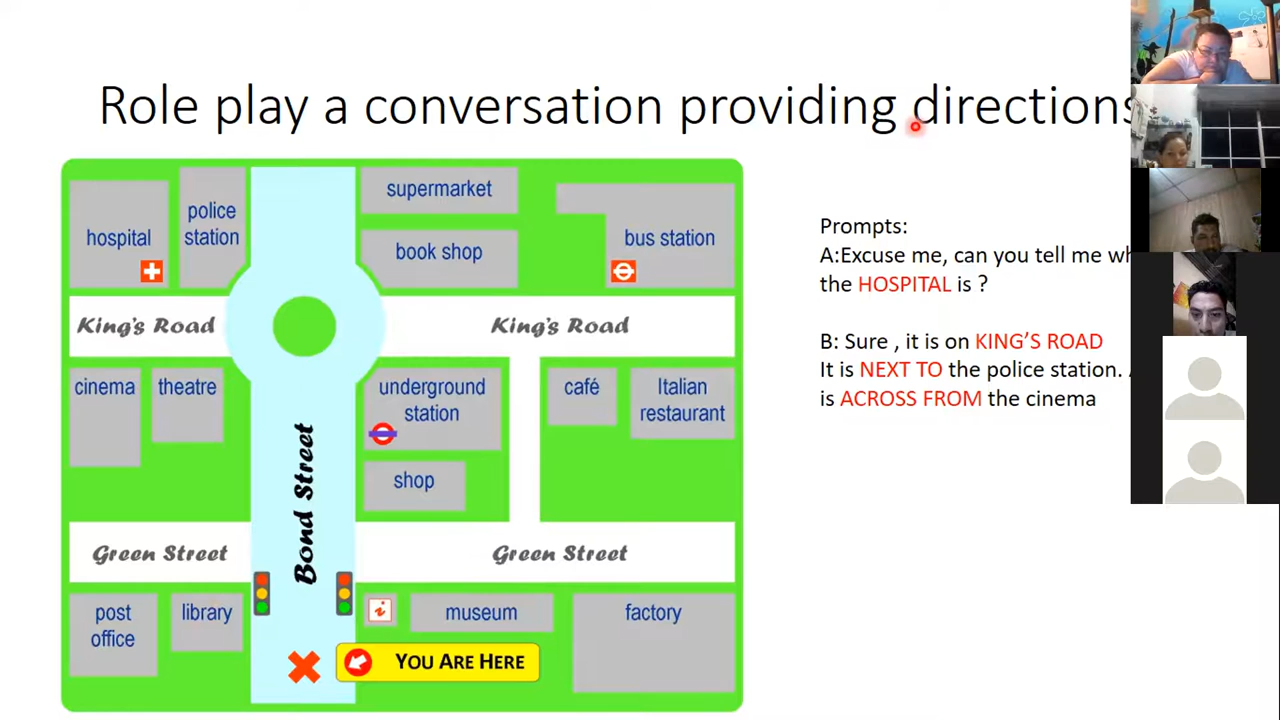 Role play a conversation providing directions
hospital
police
station
supermarket
book shop
bus station
King's Road
King's Road
cinema
theatre
underground
station
café
Italian
restaurant
shop
Bond Street
Green Street
Green Street
post
office
library
i
museum
factory
YOU ARE HERE
Prompts:
A:Excuse me, can you tell me
the HOSPITAL is ?
B: Sure , it is on KING'S ROAD
It is NEXT TO the police station.
is ACROSS FROM the cinema